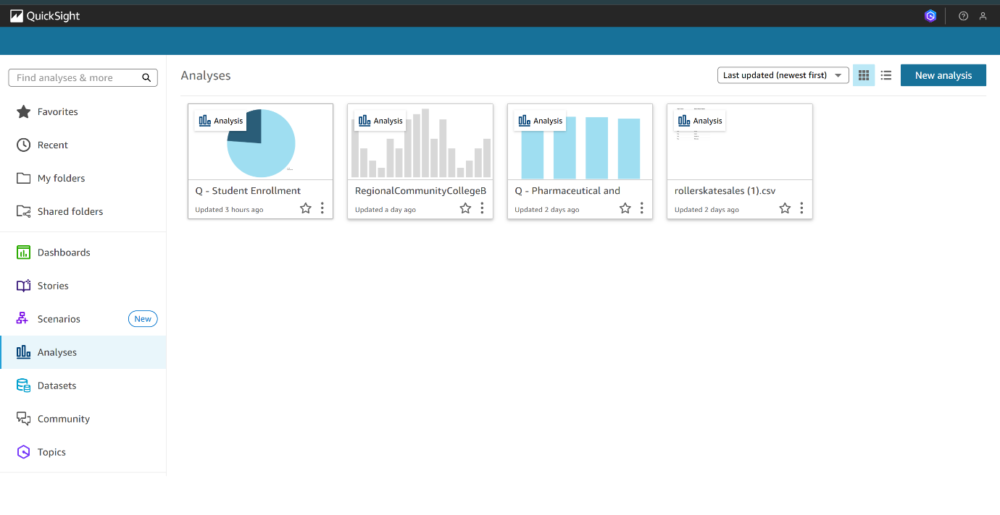 QuickSight
Find analyses & more
Favorites
Recent
My folders
Shared folders
Dashboards
Stories
Scenarios
New
Analyses
Datasets
Community
Topics
Analyses
Last updated (newest first)
New analysis
Analysis
Q - Student Enrollment
Updated 3 hours ago
Analysis
RegionalCommunityCollegeB
Updated a day ago
Analysis
Q - Pharmaceutical and
Updated 2 days ago
Analysis
rollerskatesales (1).csv
Updated 2 days ago